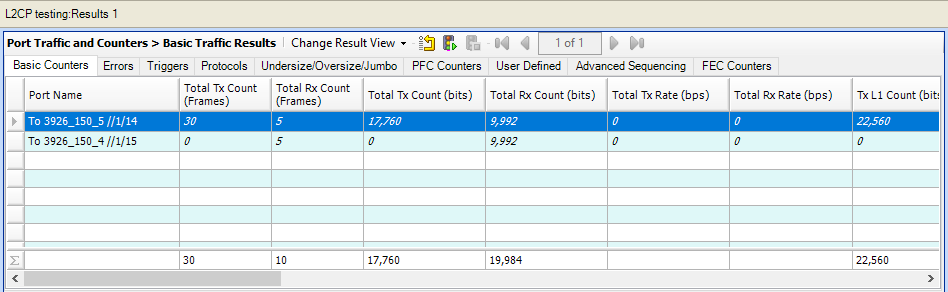 L2CP testing:Results 1
Port Traffic and Counters > Basic Traffic Results Change Result View 1 of 1
Basic Counters Errors Triggers Protocols Undersize/Oversize/Jumbo PFC Counters User Defined Advanced Sequencing FEC Counters
Port Name Total Tx Count (Frames) Total Rx Count (Frames) Total Tx Count (bits) Total Rx Count (bits) Total Tx Rate (bps) Total Rx Rate (bps) Tx L1 Count (bits
To 3926_150_5 //1/14 30 5 17,760 9,992 0 0 22,560
To 3926_150_4 //1/15 0 5 0 9,992 0 0 0
Σ 30 10 17,760 19,984 22,560